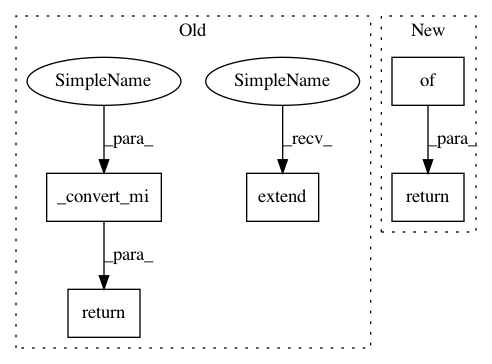 Old
New
SimpleName
SimpleName
of
_para_
_recv_
_para_
_convert_mi
extend
return
_para_
return